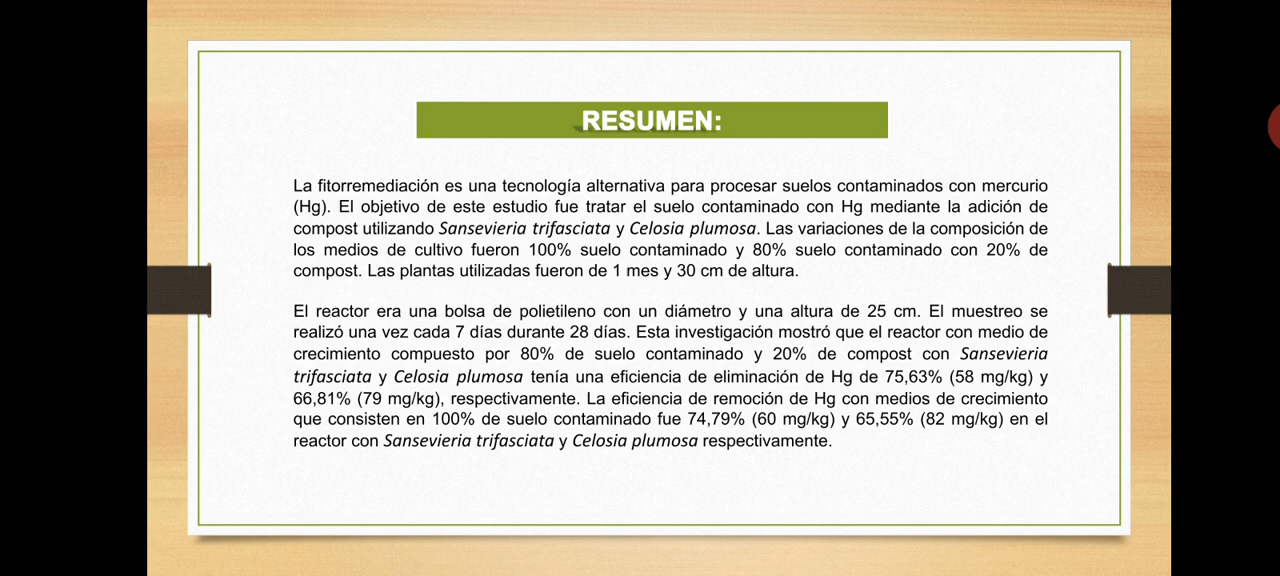 RESUMEN:
La fitorremediación es una tecnología alternativa para procesar suelos contaminados con mercurio
(Hg). El objetivo de este estudio fue tratar el suelo contaminado con Hg mediante la adición de
compost utilizando Sansevieria trifasciata y Celosia plumosa. Las variaciones de la composición de
los medios de cultivo fueron 100% suelo contaminado y 80% suelo contaminado con 20% de
compost. Las plantas utilizadas fueron de 1 mes y 30 cm de altura.
El reactor era una bolsa de polietileno con un diámetro y una altura de 25 cm. El muestreo se
realizó una vez cada 7 días durante 28 días. Esta investigación mostró que el reactor con medio de
crecimiento compuesto por 80% de suelo contaminado y 20% de compost con Sansevieria
trifasciata y Celosia plumosa tenía una eficiencia de eliminación de Hg de 75,63% (58 mg/kg) y
66,81% (79 mg/kg), respectivamente. La eficiencia de remoción de Hg con medios de crecimiento
que consisten en 100% de suelo contaminado fue 74,79% (60 mg/kg) y 65,55% (82 mg/kg) en el
reactor con Sansevieria trifasciata y Celosia plumosa respectivamente.